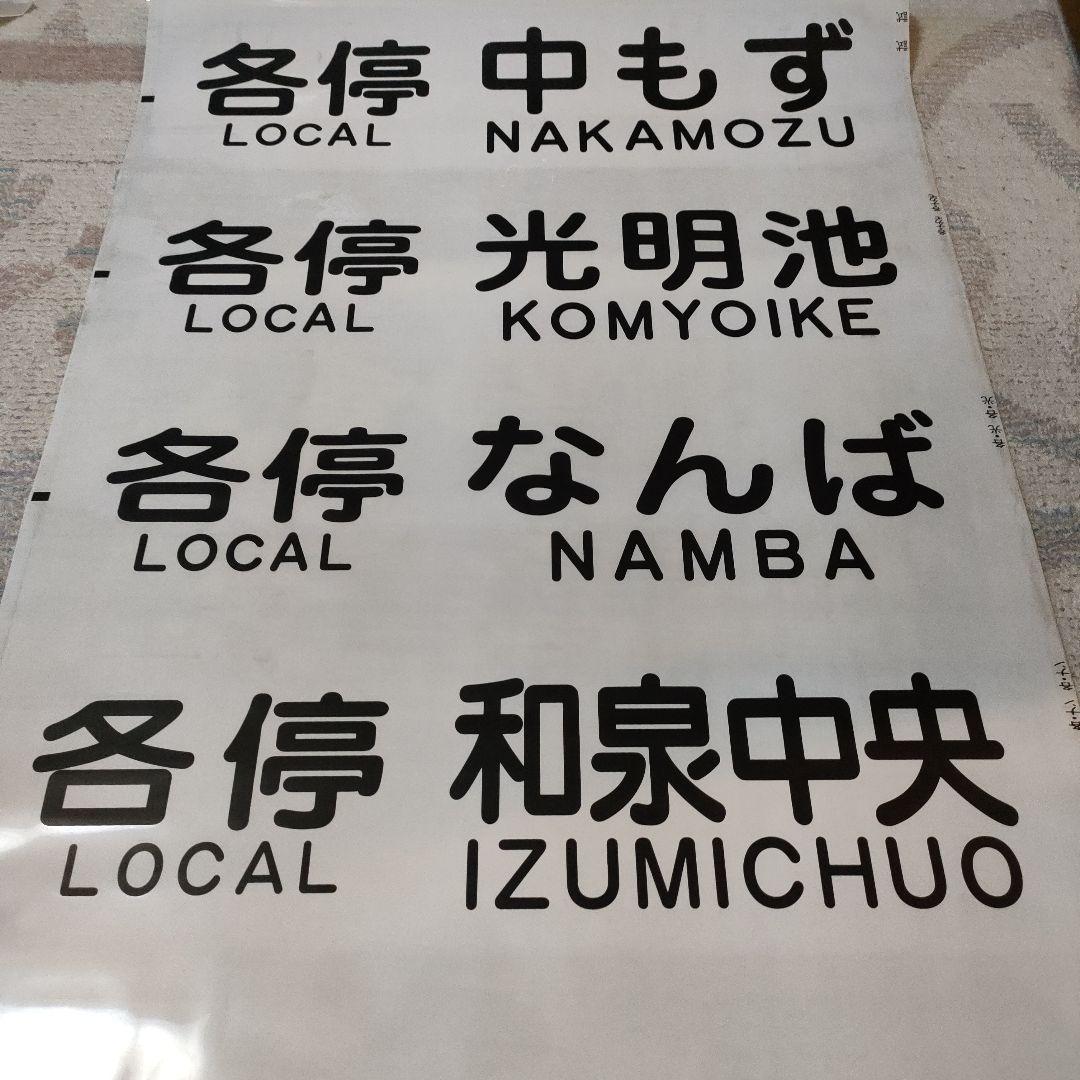 各停 中もず
LOCAL NAKAMOZU
各停 光明池
LOCAL KOMYOIKE
各停 なんば
LOCAL NAMBA
各停 和泉中央
LOCAL IZUMICHUO